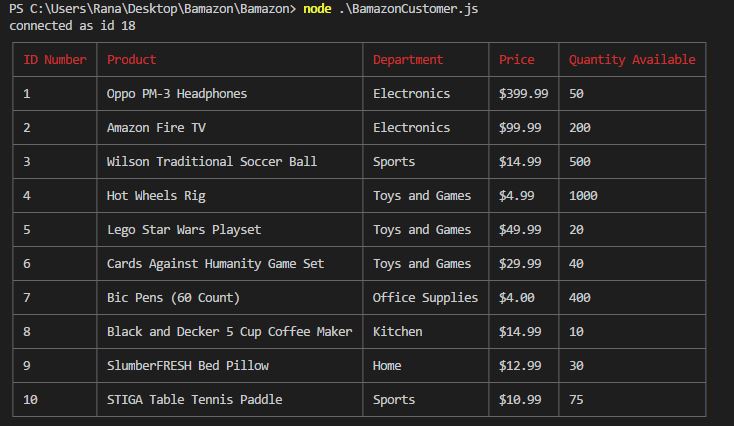 PS C:\Users\Rana\Desktop\Bamazon\Bamazon> node .\BamazonCustomer.js
connected as id 18
ID Number Product Department Price Quantity Available
1 Oppo PM-3 Headphones Electronics $399.99 50
2 Amazon Fire TV Electronics $99.99 200
3 Wilson Traditional Soccer Ball Sports $14.99 500
4 Hot Wheels Rig Toys and Games $4.99 1000
5 Lego Star Wars Playset Toys and Games $49.99 20
6 Cards Against Humanity Game Set Toys and Games $29.99 40
7 Bic Pens (60 Count) Office Supplies $4.00 400
8 Black and Decker 5 Cup Coffee Maker Kitchen $14.99 10
9 SlumberFRESH Bed Pillow Home $12.99 30
10 STIGA Table Tennis Paddle Sports $10.99 75